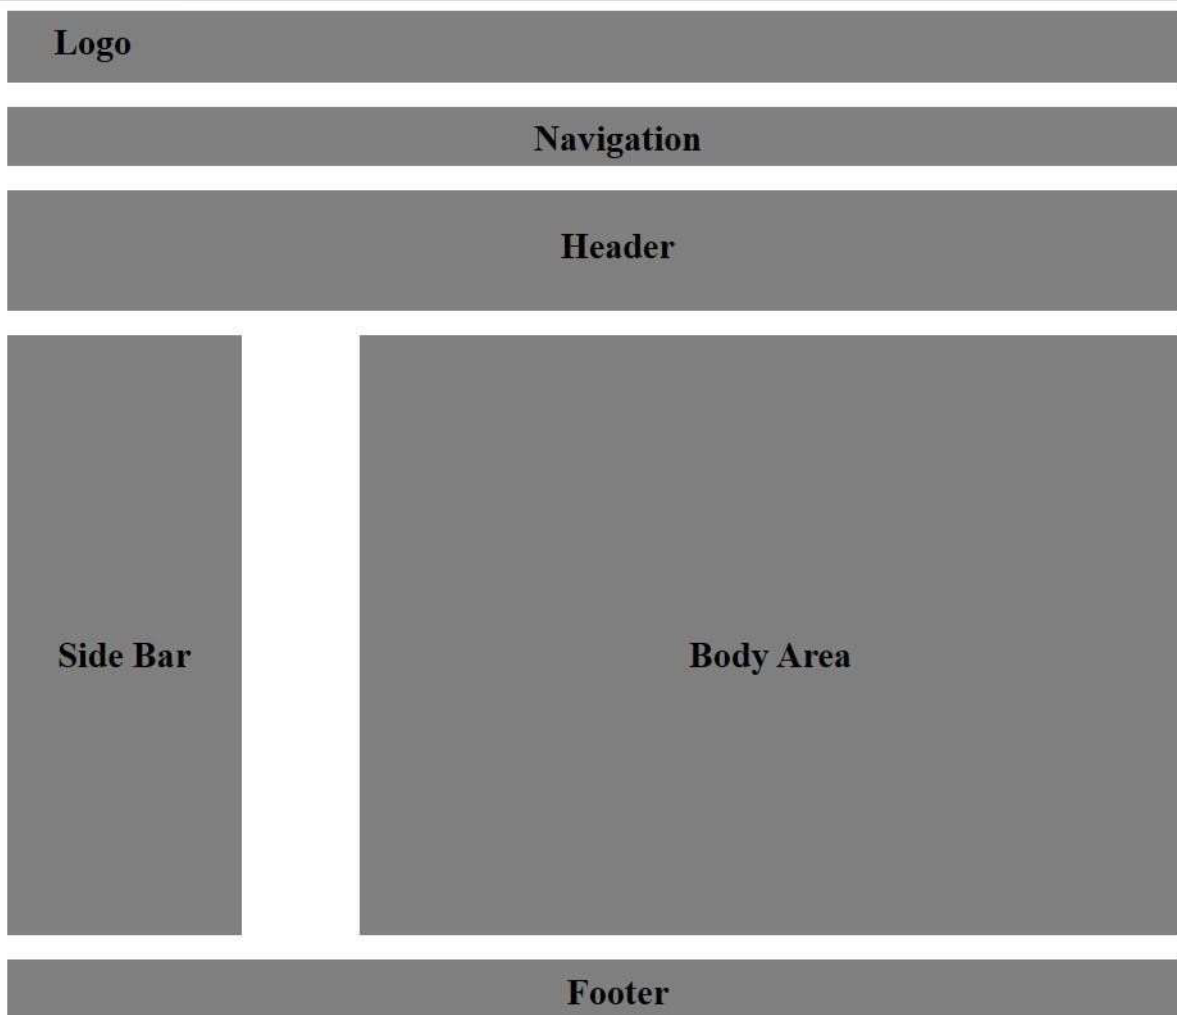 Logo
Navigation
Header
Side Bar
Body Area
Footer